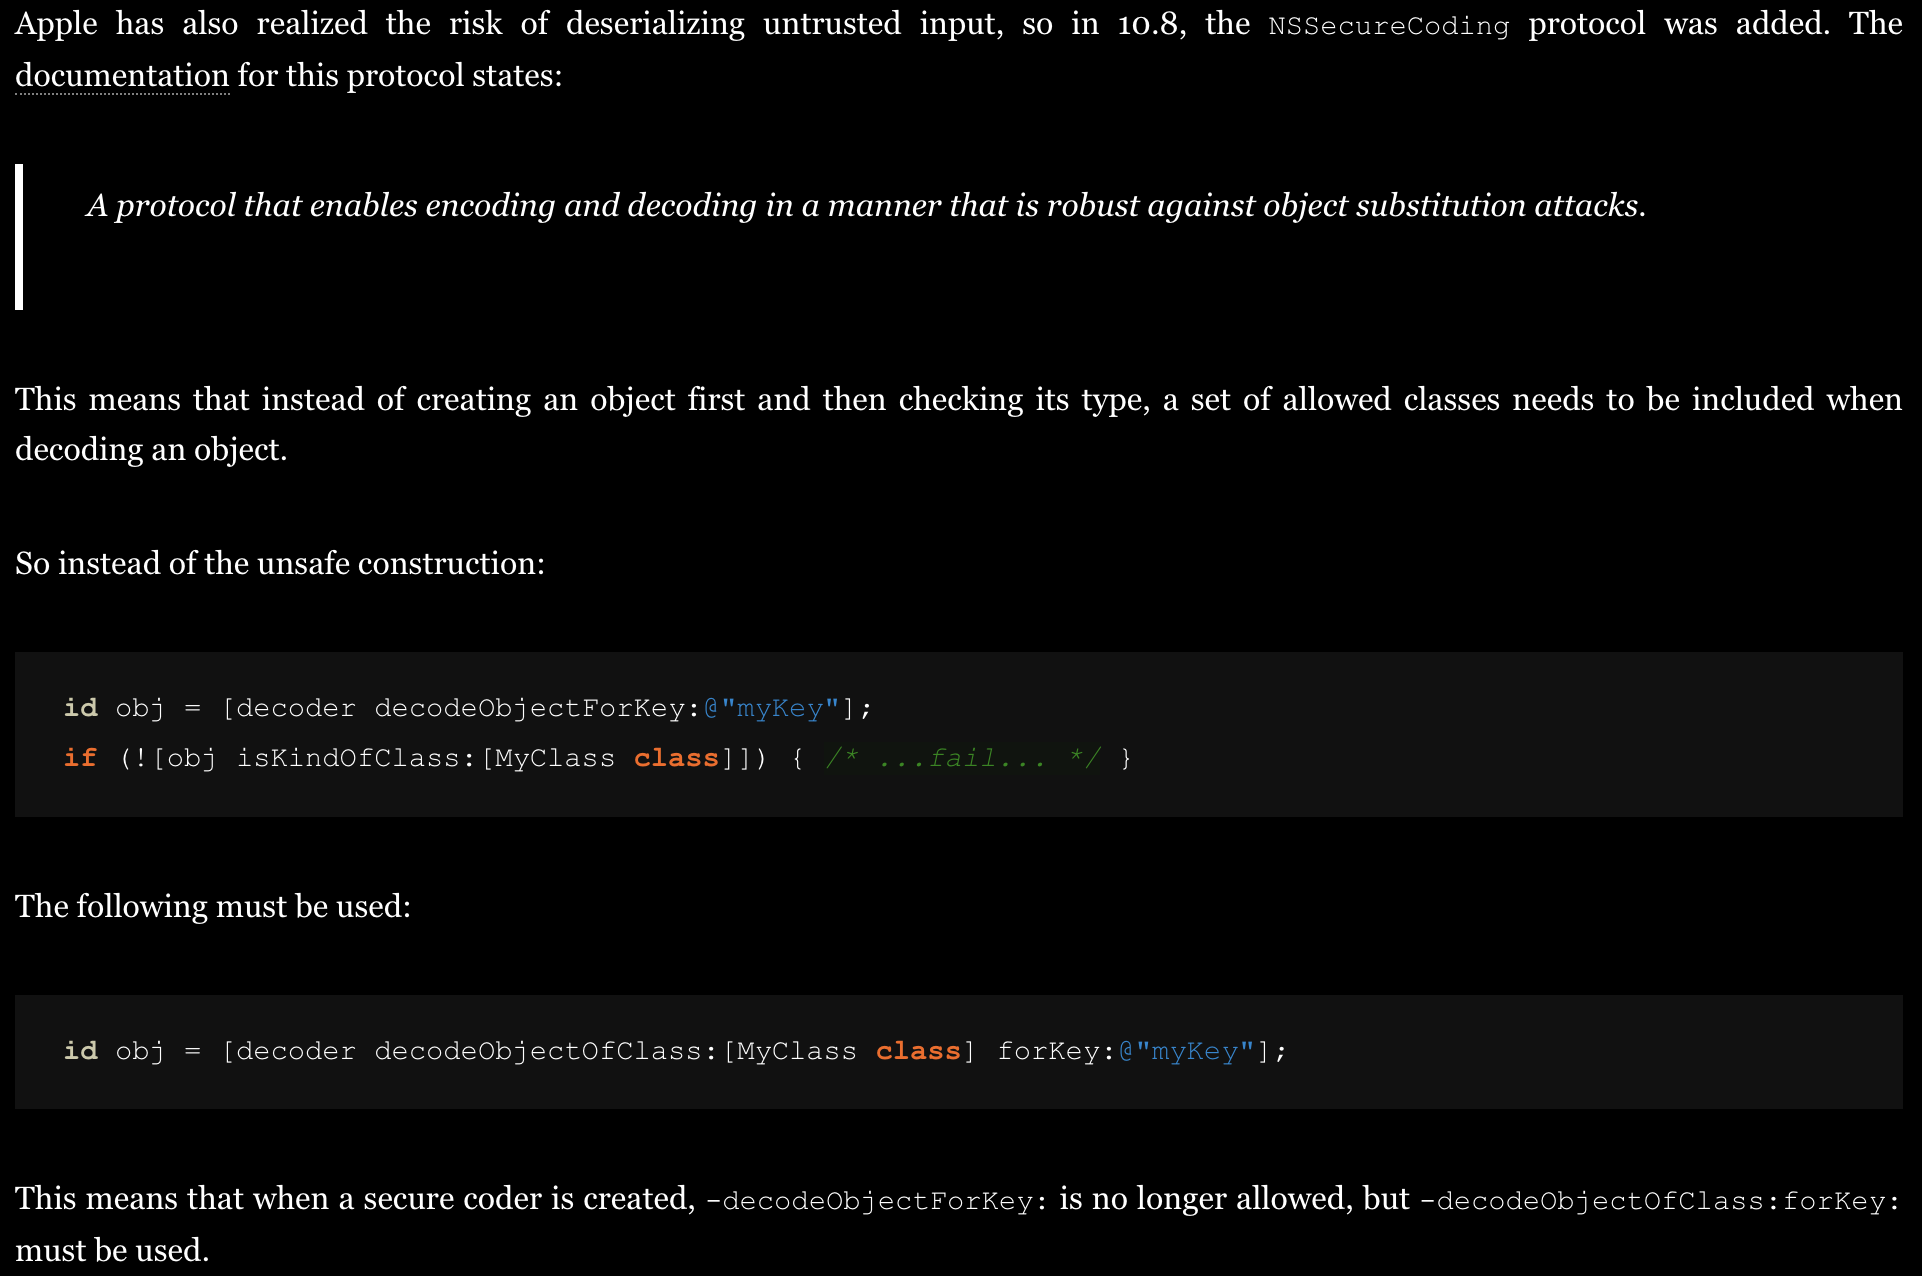 Apple has also realized the risk of deserializing untrusted input, so in 10.8, the NSSecureCoding protocol was added. The
documentation for this protocol states:
A protocol that enables encoding and decoding in a manner that is robust against object substitution attacks.
This means that instead of creating an object first and then checking its type, a set of allowed classes needs to be included when
decoding an object.
So instead of the unsafe construction:
id obj = [decoder decodeObjectForKey:@"myKey"];
if (![obj isKindOfClass:[MyClass class]]) { /* ...fail... */ }
The following must be used:
id obj = [decoder decodeObjectOfClass:[MyClass class] forKey:@"myKey"];
This means that when a secure coder is created, -decodeObjectForKey: is no longer allowed, but -decodeObjectOfClass:forKey:
must be used.